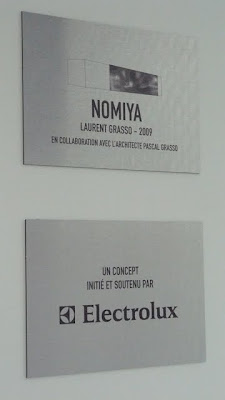 NOMIYA
LAURENT GRASSO - 2009
EN COLLABORATION AVEC L'ARCHITECTE PASCAL GRASSO
UN CONCEPT
INITIÉ ET SOUTENU PAR
Electrolux